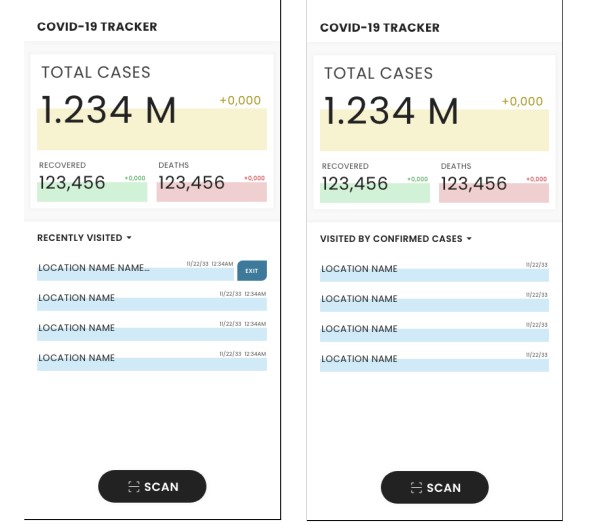 COVID-19 TRACKER
TOTAL CASES
1.234 M +0,000
RECOVERED DEATHS
123,456 +0,000 123,456 +0,000
RECENTLY VISITED
LOCATION NAME NAME... 11/22/33 12:34AM EXIT
LOCATION NAME 11/22/33 12:34AM
LOCATION NAME 11/22/33 12:34AM
LOCATION NAME 11/22/33 12:34AM
SCAN
COVID-19 TRACKER
TOTAL CASES
1.234 M +0,000
RECOVERED DEATHS
123,456 +0,000 123,456 +0,000
VISITED BY CONFIRMED CASES
LOCATION NAME 11/22/33
LOCATION NAME 11/22/33
LOCATION NAME 11/22/33
LOCATION NAME 11/22/33
SCAN